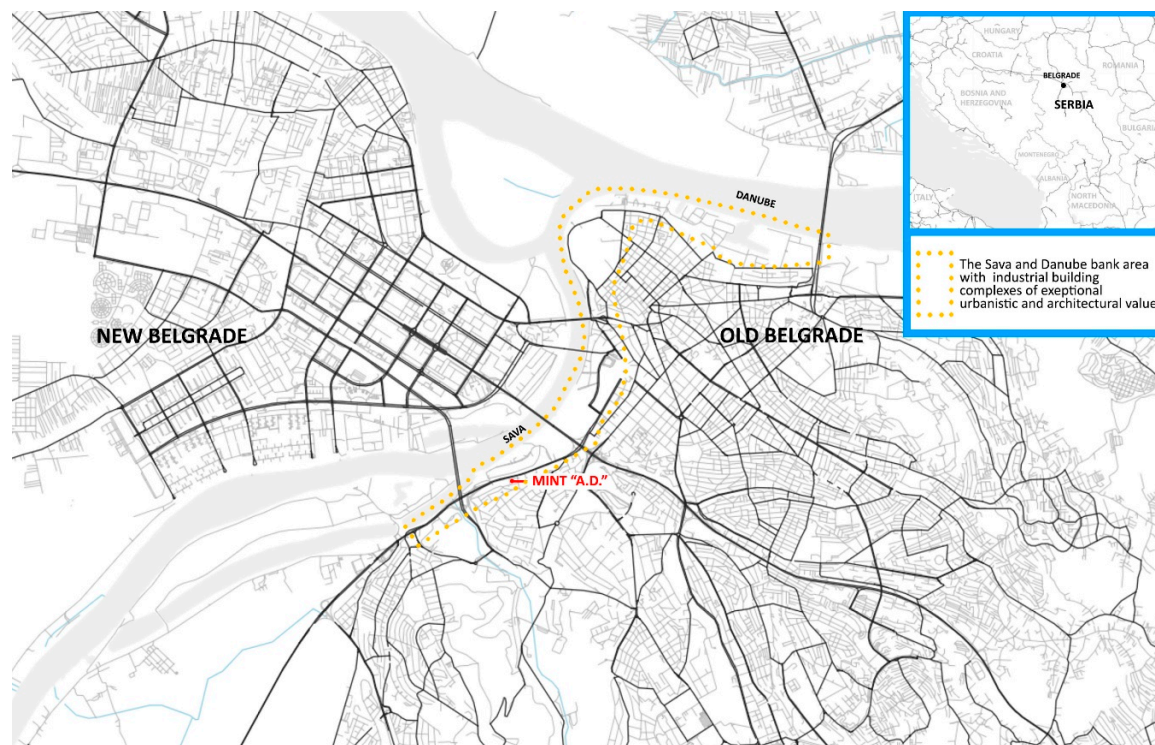 HUNGARY
CROATIA
ROMANIA
BELGRADE
BOSNIA AND
HERZEGOVINA
SERBIA
BULGARIA
MONTENEGRO
ALBANIA
ITALY
NORTH
MACEDONIA
DANUBE
The Sava and Danube bank area
with industrial building
complexes of exeptional
urbanistic and architectural value
NEW BELGRADE
OLD BELGRADE
SAVA
MINT “A.D.”